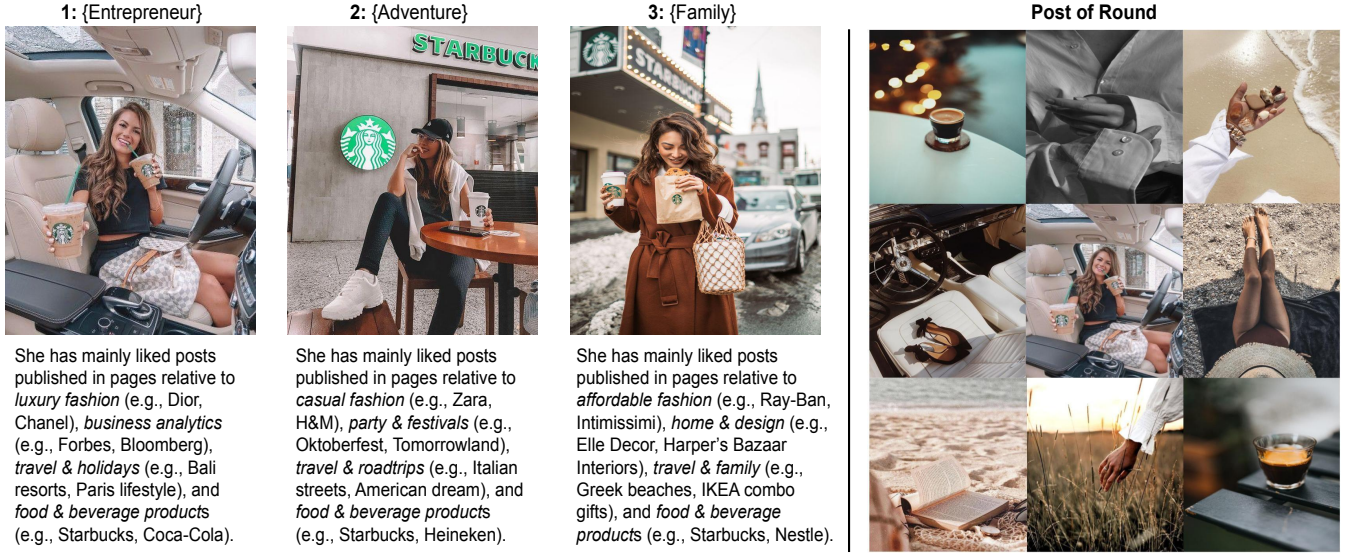 1: {Entrepreneur}
2: {Adventure}
3: {Family}
Post of Round
STARBUCK
STARBUCKS
She has mainly liked posts
published in pages relative to
luxury fashion (e.g., Dior,
Chanel), business analytics
(e.g., Forbes, Bloomberg),
travel & holidays (e.g., Bali
resorts, Paris lifestyle), and
food & beverage products
(e.g., Starbucks, Coca-Cola).
She has mainly liked posts
published in pages relative to
casual fashion (e.g., Zara,
H&M), party & festivals (e.g.,
Oktoberfest, Tomorrowland),
travel & roadtrips (e.g., Italian
streets, American dream), and
food & beverage products
(e.g., Starbucks, Heineken).
She has mainly liked posts
published in pages relative to
affordable fashion (e.g., Ray-Ban,
Intimissimi), home & design (e.g.,
Elle Decor, Harper's Bazaar
Interiors), travel & family (e.g.,
Greek beaches, IKEA combo
gifts), and food & beverage
products (e.g., Starbucks, Nestle).